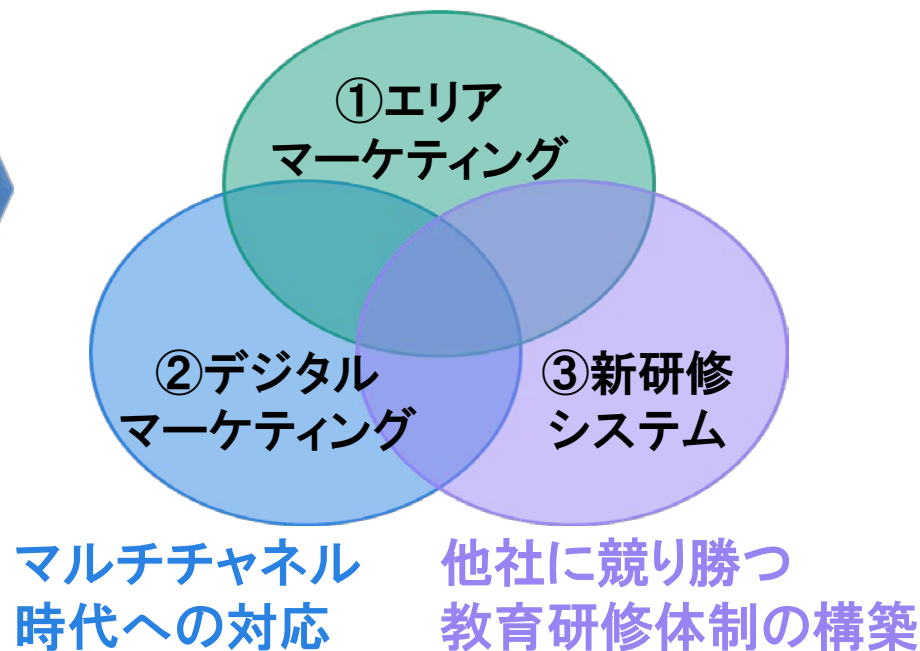 ①エリア
マーケティング
②デジタル
マーケティング
③新研修
システム
マルチチャネル
時代への対応
他社に競り勝つ
教育研修体制の構築